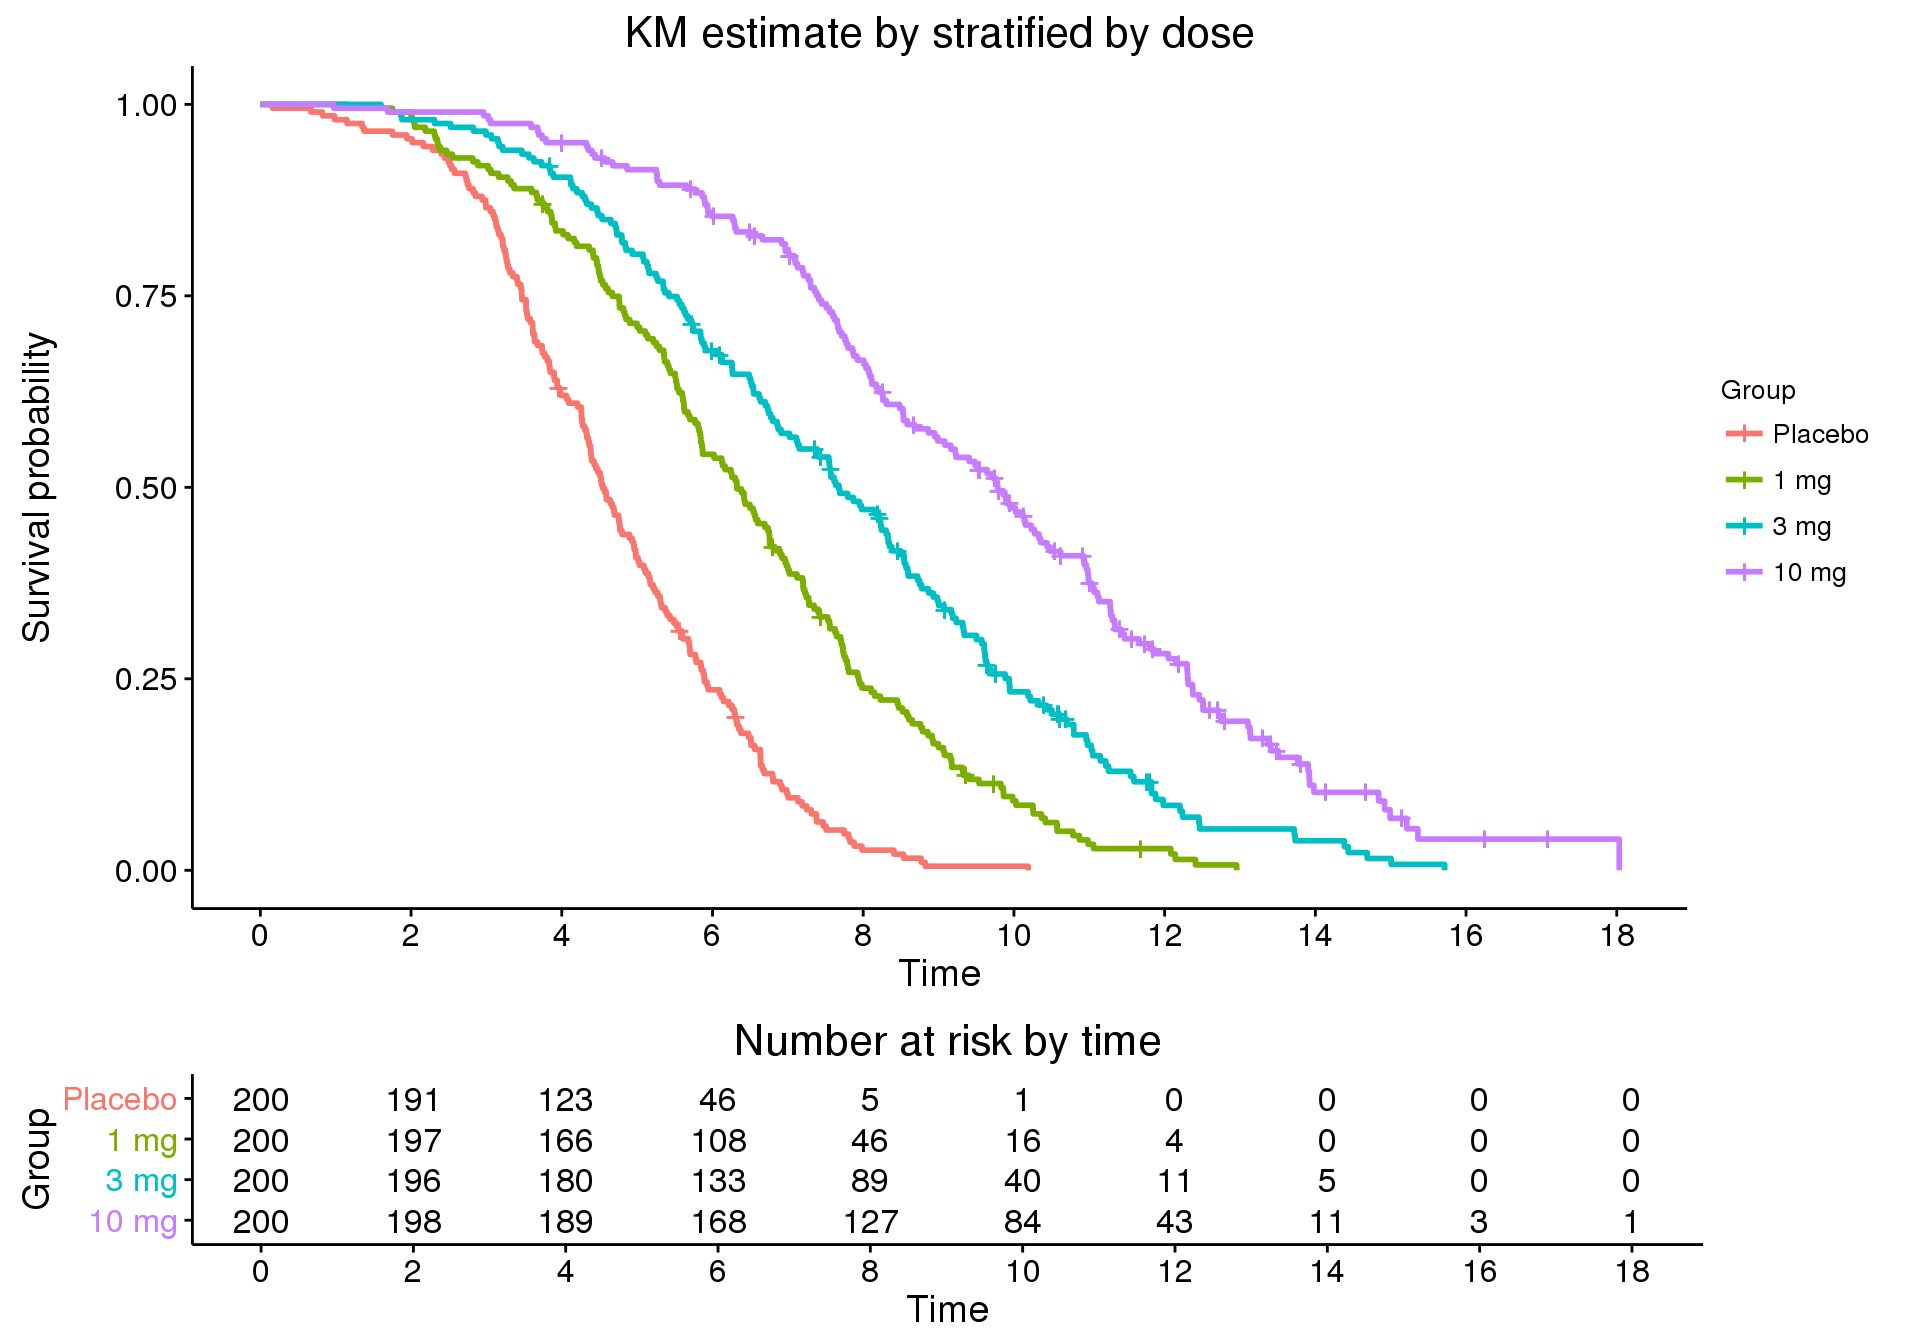 KM estimate by stratified by dose
Survival probability
1.00
0.75
0.50
0.25
0.00
0 2 4 6 8 10 12 14 16 18
Time
Group
Placebo
1 mg
3 mg
10 mg
Number at risk by time
Group
Placebo 200 191 123 46 5 1 0 0 0 0
1 mg 200 197 166 108 46 16 4 0 0 0
3 mg 200 196 180 133 89 40 11 5 0 0
10 mg 200 198 189 168 127 84 43 11 3 1
0 2 4 6 8 10 12 14 16 18
Time